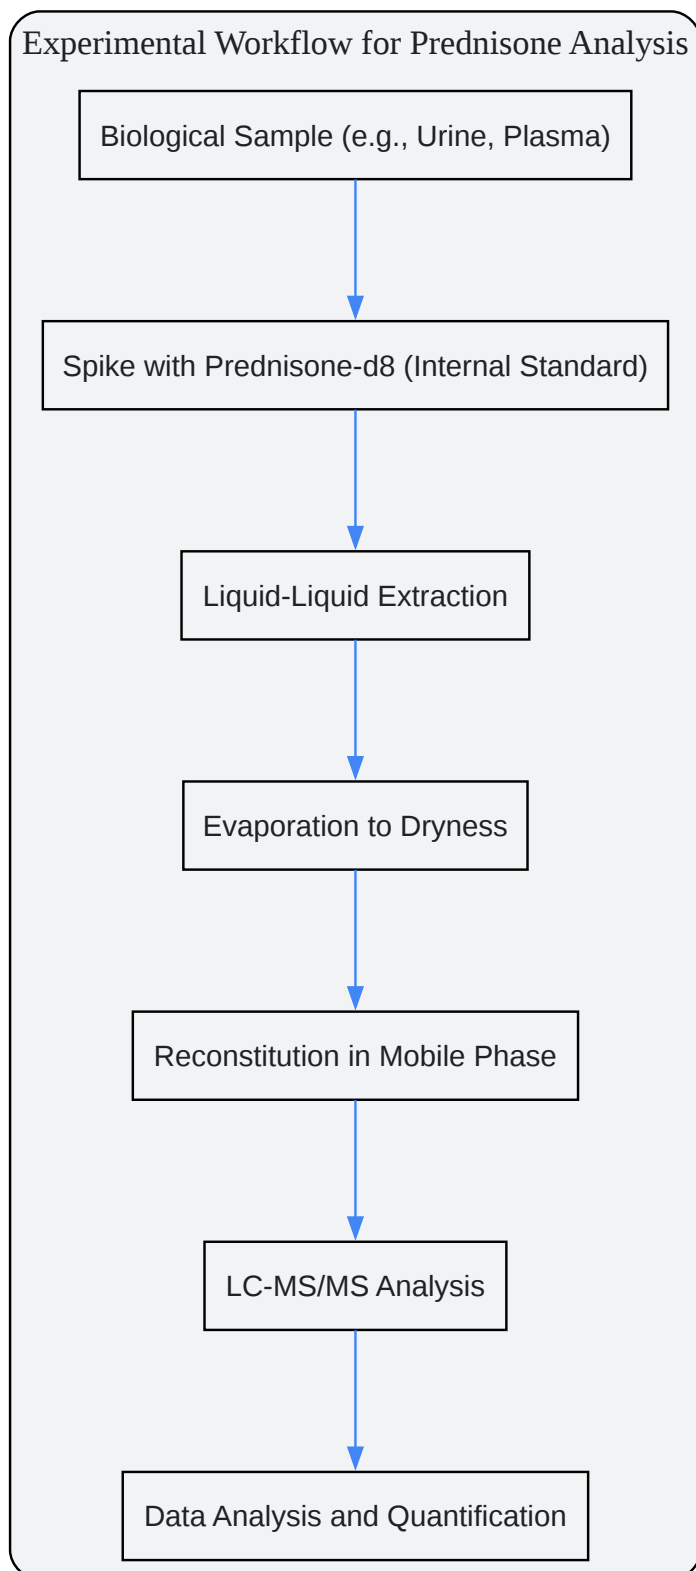 Experimental Workflow for Prednisone Analysis
Biological Sample (e.g., Urine, Plasma)
Spike with Prednisone-d8 (Internal Standard)
Liquid-Liquid Extraction
Evaporation to Dryness
Reconstitution in Mobile Phase
LC-MS/MS Analysis
Data Analysis and Quantification